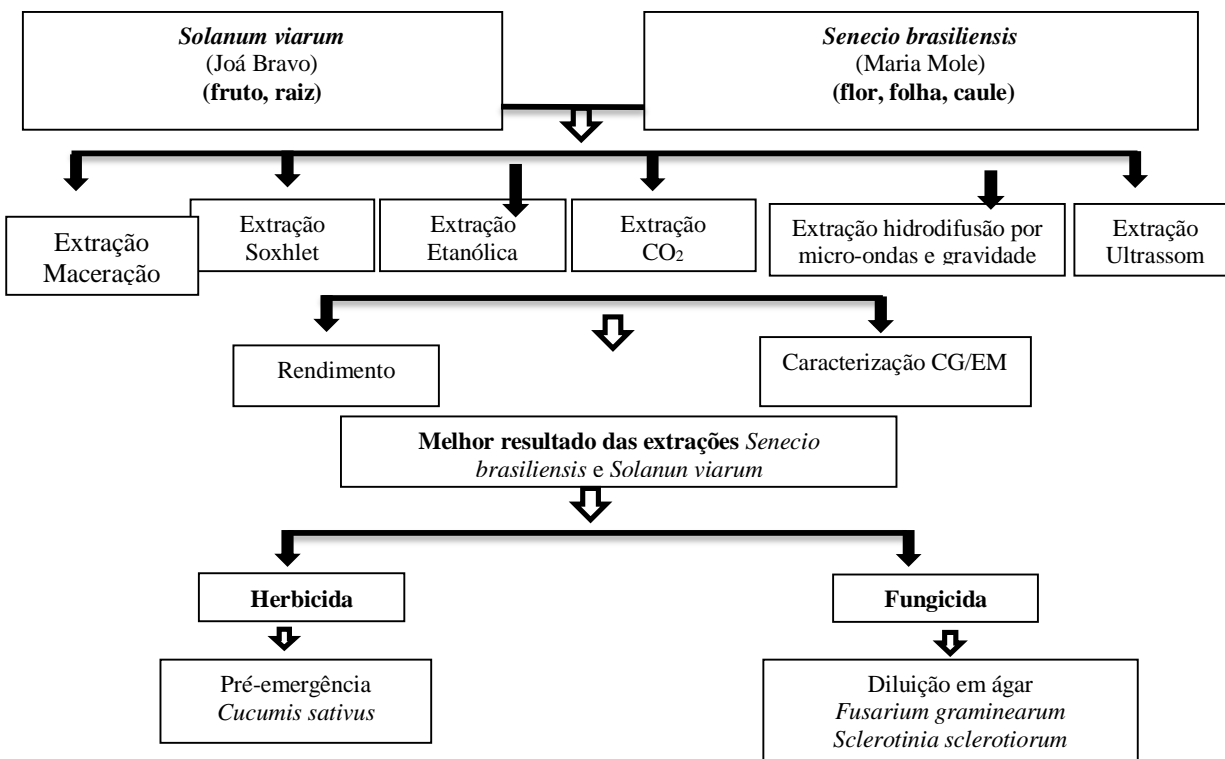 Solanum viarum
(Joá Bravo)
(fruto, raiz)
Senecio brasiliensis
(Maria Mole)
(flor, folha, caule)
Extração
Maceração
Extração
Soxhlet
Extração
Etanólica
Extração
CO₂
Extração hidrodifusão por
micro-ondas e gravidade
Extração
Ultrassom
Rendimento
Caracterização CG/EM
Melhor resultado das extrações Senecio
brasiliensis e Solanun viarum
Herbicida
Fungicida
Pré-emergência
Cucumis sativus
Diluição em ágar
Fusarium graminearum
Sclerotinia sclerotiorum